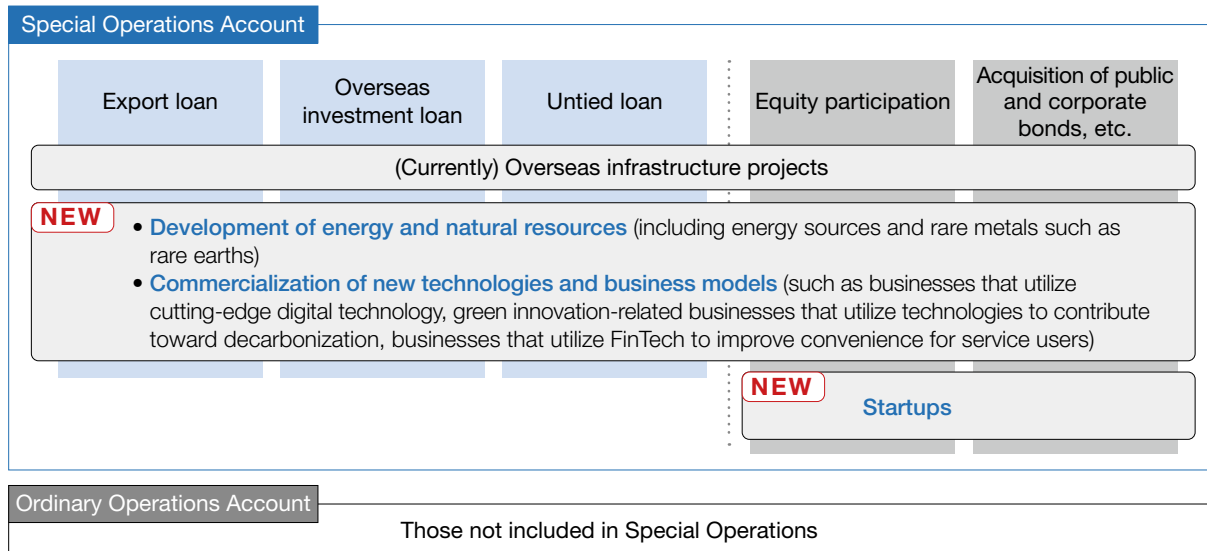 Special Operations Account
Export loan
Overseas
investment loan
Untied loan
Equity participation
Acquisition of public
and corporate
bonds, etc.
(Currently) Overseas infrastructure projects
NEW
• Development of energy and natural resources (including energy sources and rare metals such as
rare earths)
• Commercialization of new technologies and business models (such as businesses that utilize
cutting-edge digital technology, green innovation-related businesses that utilize technologies to contribute
toward decarbonization, businesses that utilize FinTech to improve convenience for service users)
NEW
Startups
Ordinary Operations Account
Those not included in Special Operations